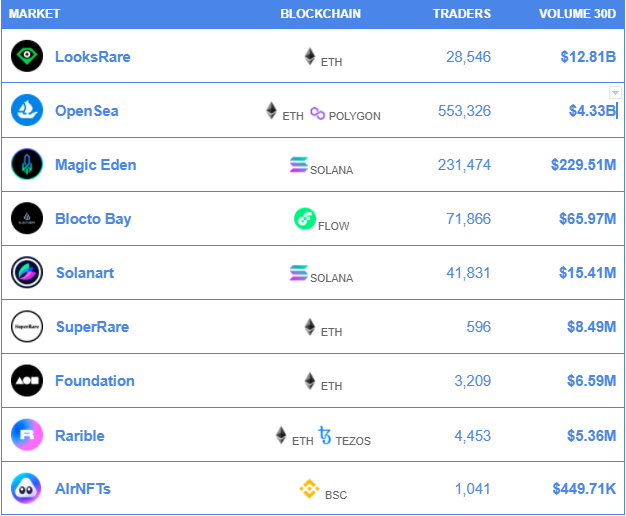 MARKET BLOCKCHAIN TRADERS VOLUME 30D
LooksRare ETH 28,546 $12.81B
OpenSea ETH POLYGON 553,326 $4.33B
Magic Eden SOLANA 231,474 $229.51M
Blocto Bay FLOW 71,866 $65.97M
Solanart SOLANA 41,831 $15.41M
SuperRare SuperRare ETH 596 $8.49M
Foundation ETH 3,209 $6.59M
R Rarible ETH TEZOS 4,453 $5.36M
AIrNFTs BSC 1,041 $449.71K